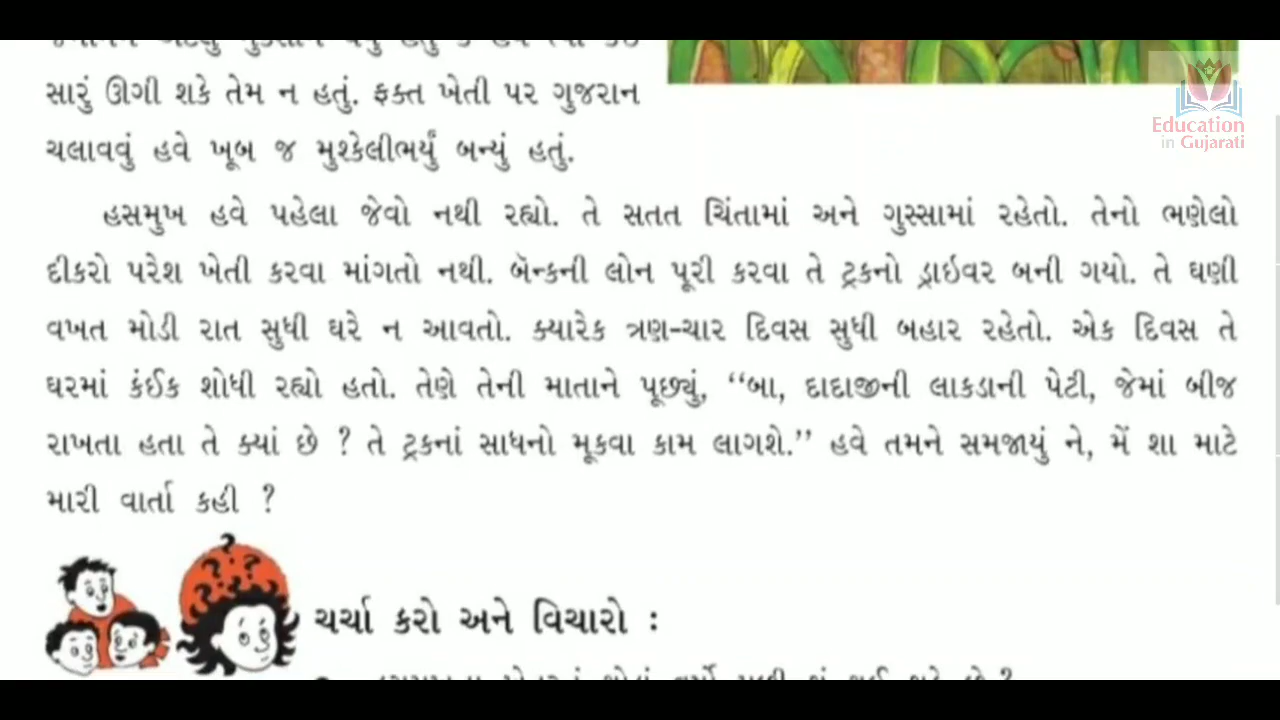 સારું ઊગી શકે તેમ ન હતું. ફક્ત ખેતી પર ગુજરાન
ચલાવવું હવે ખૂબ જ મુશ્કેલીભર્યું બન્યું હતું.
Education
in Gujarati
હસમુખ હવે પહેલા જેવો નથી રહ્યો. તે સતત ચિંતામાં અને ગુસ્સામાં રહેતો. તેનો ભણેલો
દીકરો પરેશ ખેતી કરવા માંગતો નથી. બૅન્કની લોન પૂરી કરવા તે ટ્રકનો ડ્રાઇવર બની ગયો. તે ઘણી
વખત મોડી રાત સુધી ઘરે ન આવતો. ક્યારેક ત્રણ-ચાર દિવસ સુધી બહાર રહેતો. એક દિવસ તે
ઘરમાં કંઈક શોધી રહ્યો હતો. તેણે તેની માતાને પૂછ્યું, “બા, દાદાજીની લાકડાની પેટી, જેમાં બીજ
રાખતા હતા તે ક્યાં છે ? તે ટ્રકનાં સાધનો મૂકવા કામ લાગશે.” હવે તમને સમજાયું ને, મેં શા માટે
મારી વાર્તા કહી ?
ચર્ચા કરો અને વિચારો :